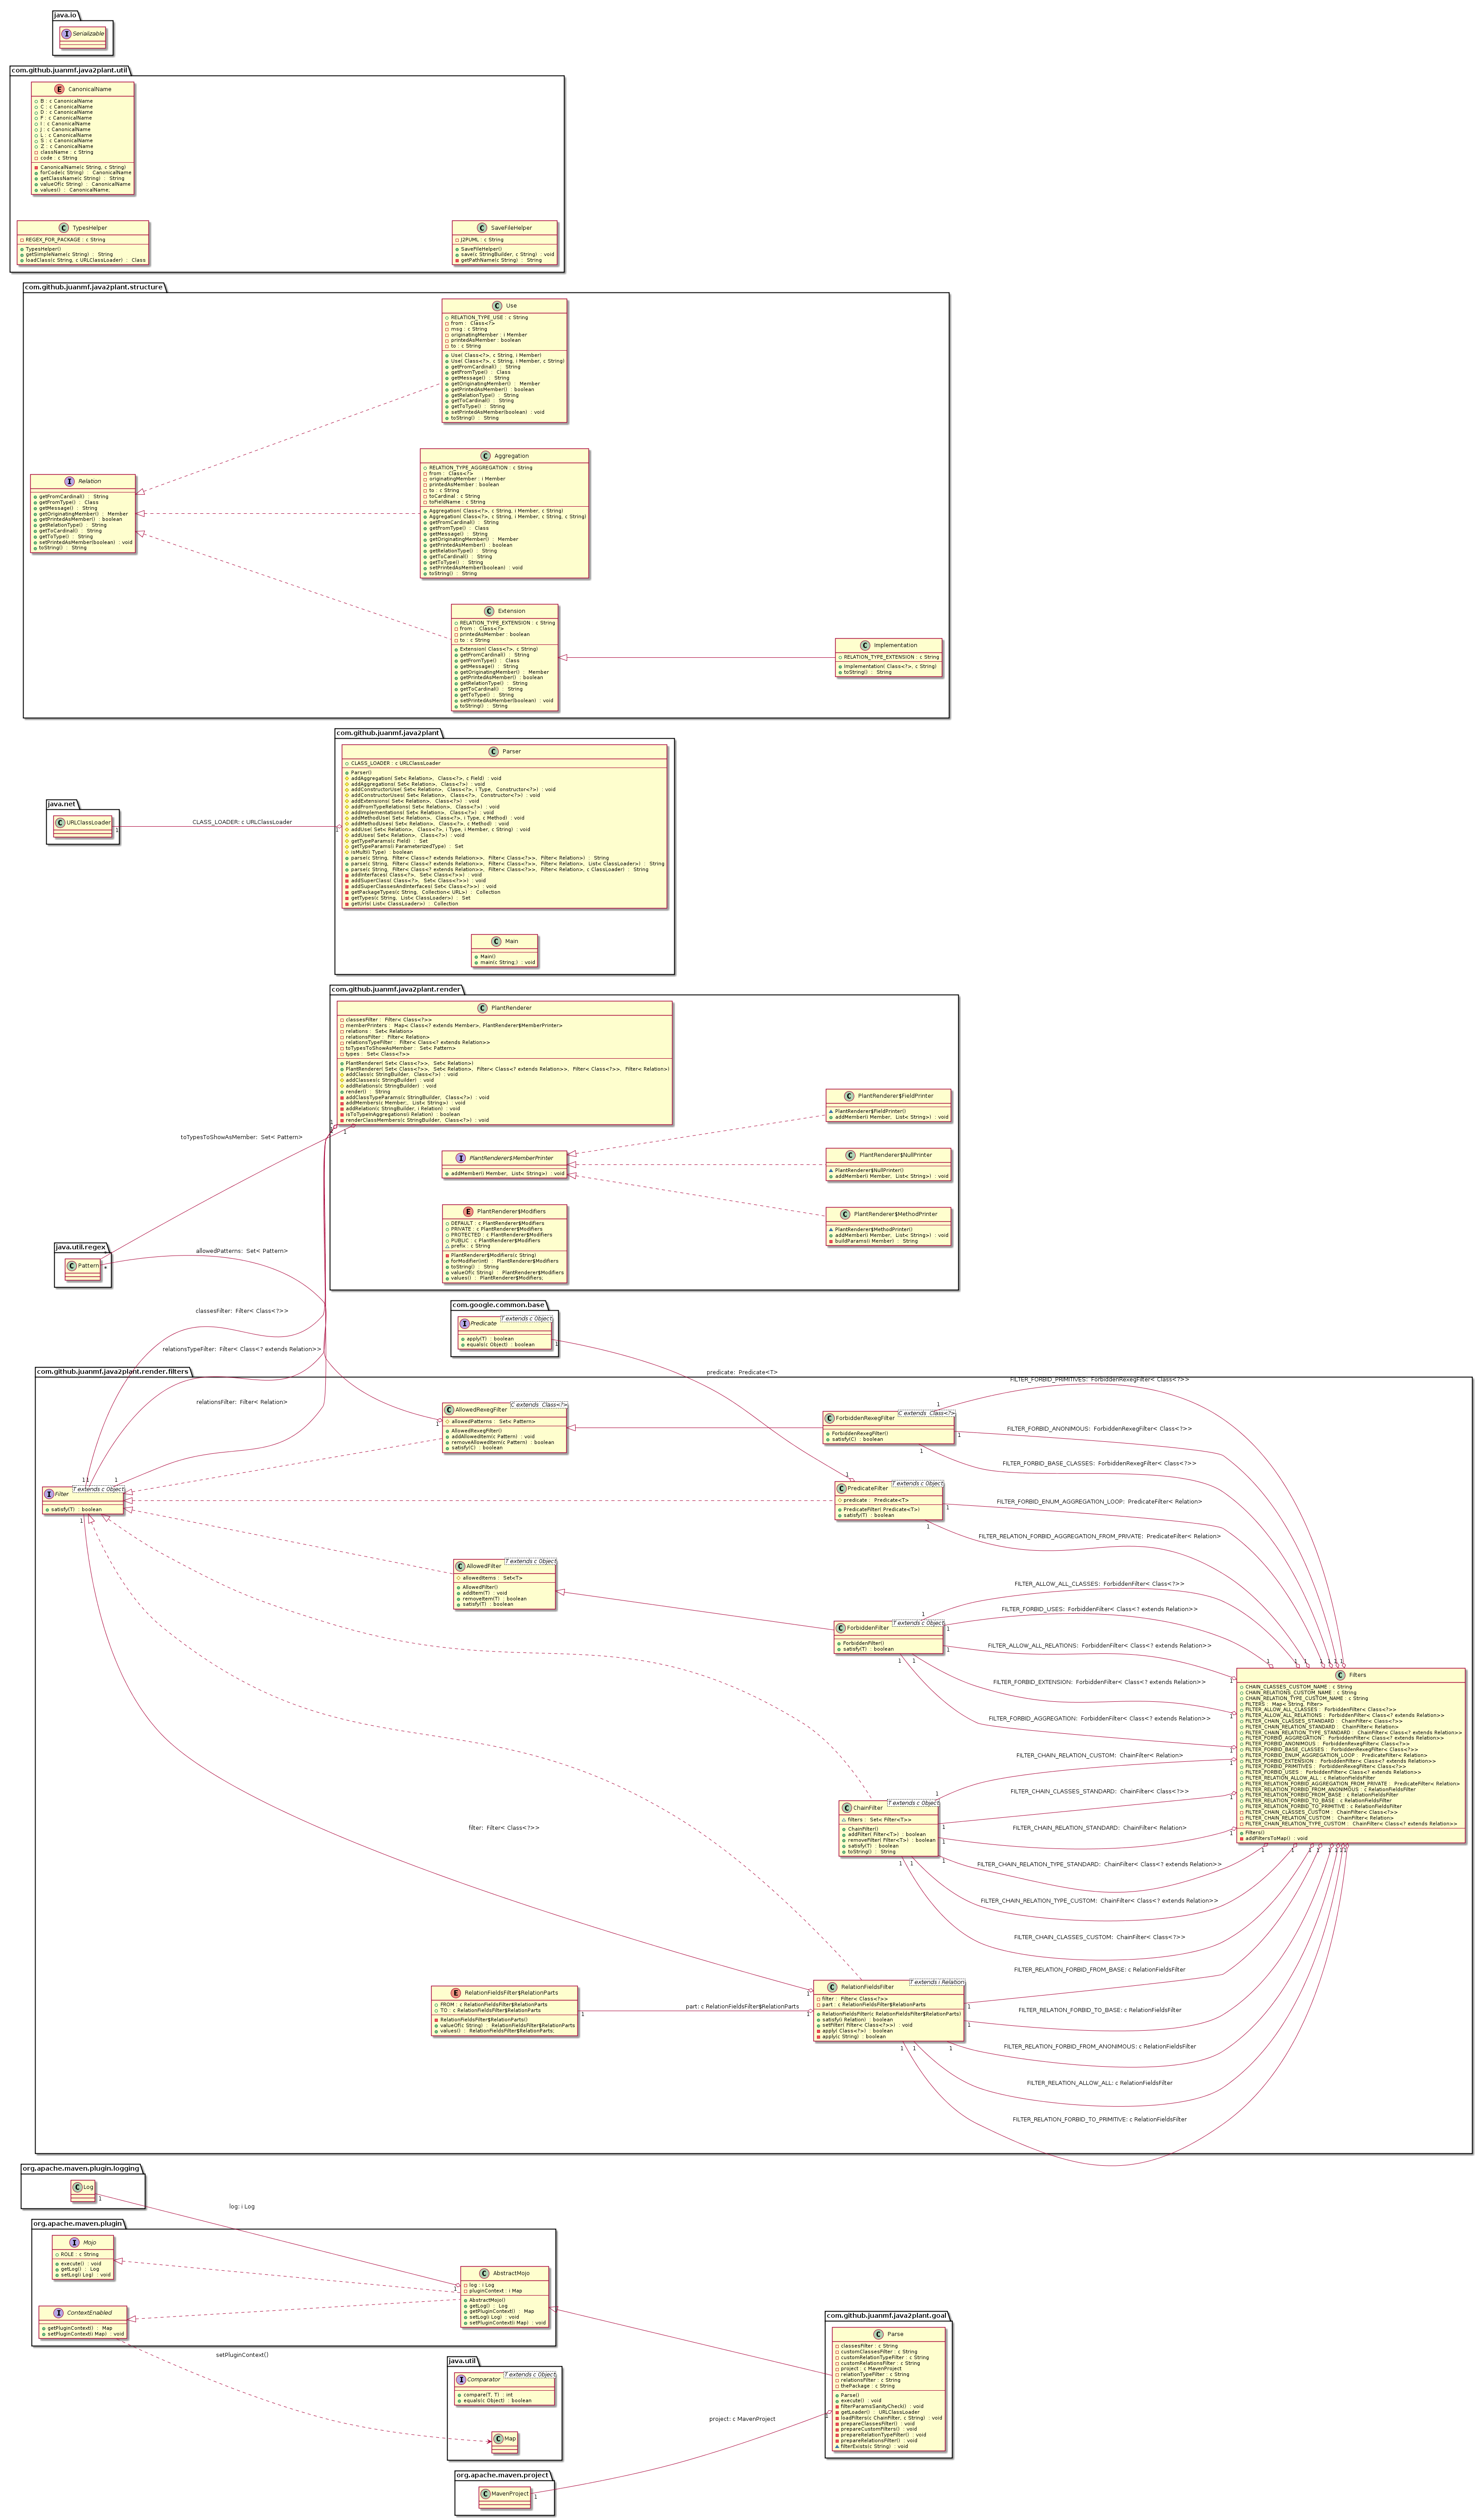 java.io
I Serializable
com.github.juanmf.java2plant.util
E CanonicalName
B : c CanonicalName
C : c CanonicalName
D : c CanonicalName
F : c CanonicalName
I : c CanonicalName
J : c CanonicalName
L : c CanonicalName
S : c CanonicalName
Z : c CanonicalName
className : c String
code : c String
CanonicalName(c String, c String)
forCode(c String) : CanonicalName
getClassName(c String) : String
valueOf(c String) : CanonicalName
values() : CanonicalName;
C TypesHelper
REGEX_FOR_PACKAGE : c String
TypesHelper()
getSimpleName(c String) : String
loadClass(c String, c URLClassLoader) : Class
C SaveFileHelper
J2PUML : c String
SaveFileHelper()
save(c StringBuilder, c String) : void
getPathName(c String) : String
com.github.juanmf.java2plant.structure
C Use
RELATION_TYPE_USE : c String
from : Class<?>
msg : c String
originatingMember : i Member
printedAsMember : boolean
to : c String
Use( Class<?>, c String, i Member)
Use( Class<?>, c String, i Member, c String)
getFromCardinal() : String
getFromType() : Class
getMessage() : String
getOriginatingMember() : Member
getPrintedAsMember() : boolean
getRelationType() : String
getToCardinal() : String
getToType() : String
setPrintedAsMember(boolean) : void
toString() : String
C Aggregation
RELATION_TYPE_AGGREGATION : c String
from : Class<?>
originatingMember : i Member
printedAsMember : boolean
to : c String
toCardinal : c String
toFieldName : c String
Aggregation( Class<?>, c String, i Member, c String)
Aggregation( Class<?>, c String, i Member, c String, c String)
getFromCardinal() : String
getFromType() : Class
getMessage() : String
getOriginatingMember() : Member
getPrintedAsMember() : boolean
getRelationType() : String
getToCardinal() : String
getToType() : String
setPrintedAsMember(boolean) : void
toString() : String
I Relation
getFromCardinal() : String
getFromType() : Class
getMessage() : String
getOriginatingMember() : Member
getPrintedAsMember() : boolean
getRelationType() : String
getToCardinal() : String
getToType() : String
setPrintedAsMember(boolean) : void
toString() : String
C Extension
RELATION_TYPE_EXTENSION : c String
from : Class<?>
printedAsMember : boolean
to : c String
Extension( Class<?>, c String)
getFromCardinal() : String
getFromType() : Class
getMessage() : String
getOriginatingMember() : Member
getPrintedAsMember() : boolean
getRelationType() : String
getToCardinal() : String
getToType() : String
setPrintedAsMember(boolean) : void
toString() : String
C Implementation
RELATION_TYPE_EXTENSION : c String
Implementation( Class<?>, c String)
toString() : String
com.github.juanmf.java2plant
C Parser
CLASS_LOADER : c URLClassLoader
Parser()
addAggregation( Set< Relation>, Class<?>, c Field) : void
addAggregations( Set< Relation>, Class<?>) : void
addConstructorUse( Set< Relation>, Class<?>, i Type, Constructor<?>) : void
addConstructorUses( Set< Relation>, Class<?>, Constructor<?>) : void
addExtensions( Set< Relation>, Class<?>) : void
addFromTypeRelations( Set< Relation>, Class<?>) : void
addImplementations( Set< Relation>, Class<?>) : void
addMethodUse( Set< Relation>, Class<?>, i Type, c Method) : void
addMethodUses( Set< Relation>, Class<?>, c Method) : void
addUse( Set< Relation>, Class<?>, i Type, i Member, c String) : void
addUses( Set< Relation>, Class<?>) : void
getTypeParams(c Field) : Set
getTypeParams(i ParameterizedType) : Set
isMulti(i Type) : boolean
parse(c String, Filter< Class<? extends Relation>>, Filter< Class<?>>, Filter< Relation>) : String
parse(c String, Filter< Class<? extends Relation>>, Filter< Class<?>>, Filter< Relation>, List< ClassLoader>) : String
parse(c String, Filter< Class<? extends Relation>>, Filter< Class<?>>, Filter< Relation>, c ClassLoader) : String
addInterfaces( Class<?>, Set< Class<?>>) : void
addSuperClass( Class<?>, Set< Class<?>>) : void
addSuperClassesAndInterfaces( Set< Class<?>>) : void
getPackageTypes(c String, Collection< URL>) : Collection
getTypes(c String, List< ClassLoader>) : Set
getUrls( List< ClassLoader>) : Collection
java.net
C URLClassLoader
1
CLASS_LOADER: c URLClassLoader
1
C Main
Main()
main(c String;) : void
com.github.juanmf.java2plant.render
C PlantRenderer
classesFilter : Filter< Class<?>>
memberPrinters : Map< Class<? extends Member>, PlantRenderer$MemberPrinter>
relations : Set< Relation>
relationsFilter : Filter< Relation>
relationsTypeFilter : Filter< Class<? extends Relation>>
toTypesToShowAsMember : Set< Pattern>
types : Set< Class<?>>
PlantRenderer( Set< Class<?>>, Set< Relation>)
PlantRenderer( Set< Class<?>>, Set< Relation>, Filter< Class<? extends Relation>>, Filter< Class<?>>, Filter< Relation>)
addClass(c StringBuilder, Class<?>) : void
addClasses(c StringBuilder) : void
addRelations(c StringBuilder) : void
render() : String
addClassTypeParams(c StringBuilder, Class<?>) : void
addMembers(c Member;, List< String>) : void
addRelation(c StringBuilder, i Relation) : void
isToTypeInAggregations(i Relation) : boolean
renderClassMembers(c StringBuilder, Class<?>) : void
C PlantRenderer$FieldPrinter
PlantRenderer$FieldPrinter()
addMember(i Member, List< String>) : void
I PlantRenderer$MemberPrinter
addMember(i Member, List< String>) : void
C PlantRenderer$NullPrinter
PlantRenderer$NullPrinter()
addMember(i Member, List< String>) : void
C PlantRenderer$MethodPrinter
PlantRenderer$MethodPrinter()
addMember(i Member, List< String>) : void
buildParams(i Member) : String
E PlantRenderer$Modifiers
DEFAULT : c PlantRenderer$Modifiers
PRIVATE : c PlantRenderer$Modifiers
PROTECTED : c PlantRenderer$Modifiers
PUBLIC : c PlantRenderer$Modifiers
prefix : c String
PlantRenderer$Modifiers(c String)
forModifier(int) : PlantRenderer$Modifiers
toString() : String
valueOf(c String) : PlantRenderer$Modifiers
values() : PlantRenderer$Modifiers;
toTypesToShowAsMember: Set< Pattern>
java.util.regex
C Pattern
*
allowedPatterns: Set< Pattern>
classesFilter: Filter< Class<?>>
relationsTypeFilter: Filter< Class<? extends Relation>>
relationsFilter: Filter< Relation>
com.google.common.base
I Predicate
T extends c Object
apply(T) : boolean
equals(c Object) : boolean
1
predicate: Predicate<T>
com.github.juanmf.java2plant.render.filters
C AllowedRexegFilter
C extends Class<?>
allowedPatterns : Set< Pattern>
AllowedRexegFilter()
addAllowedItem(c Pattern) : void
removeAllowedItem(c Pattern) : boolean
satisfy(C) : boolean
C ForbiddenRexegFilter
C extends Class<?>
ForbiddenRexegFilter()
satisfy(C) : boolean
FILTER_FORBID_PRIMITIVES: ForbiddenRexegFilter< Class<?>>
FILTER_FORBID_ANONIMOUS: ForbiddenRexegFilter< Class<?>>
FILTER_FORBID_BASE_CLASSES: ForbiddenRexegFilter< Class<?>>
I Filter
T extends c Object
satisfy(T) : boolean
C PredicateFilter
T extends c Object
predicate : Predicate<T>
PredicateFilter( Predicate<T>)
satisfy(T) : boolean
FILTER_FORBID_ENUM_AGGREGATION_LOOP: PredicateFilter< Relation>
FILTER_RELATION_FORBID_AGGREGATION_FROM_PRIVATE: PredicateFilter< Relation>
C AllowedFilter
T extends c Object
allowedItems : Set<T>
AllowedFilter()
addItem(T) : void
removeItem(T) : boolean
satisfy(T) : boolean
C ForbiddenFilter
T extends c Object
ForbiddenFilter()
satisfy(T) : boolean
FILTER_ALLOW_ALL_CLASSES: ForbiddenFilter< Class<?>>
FILTER_FORBID_USES: ForbiddenFilter< Class<? extends Relation>>
FILTER_ALLOW_ALL_RELATIONS: ForbiddenFilter< Class<? extends Relation>>
FILTER_FORBID_EXTENSION: ForbiddenFilter< Class<? extends Relation>>
FILTER_FORBID_AGGREGATION: ForbiddenFilter< Class<? extends Relation>>
C Filters
CHAIN_CLASSES_CUSTOM_NAME : c String
CHAIN_RELATIONS_CUSTOM_NAME : c String
CHAIN_RELATION_TYPE_CUSTOM_NAME : c String
FILTERS : Map< String, Filter>
FILTER_ALLOW_ALL_CLASSES : ForbiddenFilter< Class<?>>
FILTER_ALLOW_ALL_RELATIONS : ForbiddenFilter< Class<? extends Relation>>
FILTER_CHAIN_CLASSES_STANDARD : ChainFilter< Class<?>>
FILTER_CHAIN_RELATION_STANDARD : ChainFilter< Relation>
FILTER_CHAIN_RELATION_TYPE_STANDARD : ChainFilter< Class<? extends Relation>>
FILTER_FORBID_AGGREGATION : ForbiddenFilter< Class<? extends Relation>>
FILTER_FORBID_ANONIMOUS : ForbiddenRexegFilter< Class<?>>
FILTER_FORBID_BASE_CLASSES : ForbiddenRexegFilter< Class<?>>
FILTER_FORBID_ENUM_AGGREGATION_LOOP : PredicateFilter< Relation>
FILTER_FORBID_EXTENSION : ForbiddenFilter< Class<? extends Relation>>
FILTER_FORBID_PRIMITIVES : ForbiddenRexegFilter< Class<?>>
FILTER_FORBID_USES : ForbiddenFilter< Class<? extends Relation>>
FILTER_RELATION_ALLOW_ALL : c RelationFieldsFilter
FILTER_RELATION_FORBID_AGGREGATION_FROM_PRIVATE : PredicateFilter< Relation>
FILTER_RELATION_FORBID_FROM_ANONIMOUS : c RelationFieldsFilter
FILTER_RELATION_FORBID_FROM_BASE : c RelationFieldsFilter
FILTER_RELATION_FORBID_TO_BASE : c RelationFieldsFilter
FILTER_RELATION_FORBID_TO_PRIMITIVE : c RelationFieldsFilter
FILTER_CHAIN_CLASSES_CUSTOM : ChainFilter< Class<?>>
FILTER_CHAIN_RELATION_CUSTOM : ChainFilter< Relation>
FILTER_CHAIN_RELATION_TYPE_CUSTOM : ChainFilter< Class<? extends Relation>>
Filters()
addFiltersToMap() : void
FILTER_CHAIN_RELATION_CUSTOM: ChainFilter< Relation>
FILTER_CHAIN_CLASSES_STANDARD: ChainFilter< Class<?>>
C ChainFilter
T extends c Object
filters : Set< Filter<T>>
ChainFilter()
addFilter( Filter<T>) : boolean
removeFilter( Filter<T>) : boolean
satisfy(T) : boolean
toString() : String
FILTER_CHAIN_RELATION_STANDARD: ChainFilter< Relation>
FILTER_CHAIN_RELATION_TYPE_STANDARD: ChainFilter< Class<? extends Relation>>
FILTER_CHAIN_RELATION_TYPE_CUSTOM: ChainFilter< Class<? extends Relation>>
FILTER_CHAIN_CLASSES_CUSTOM: ChainFilter< Class<?>>
filter: Filter< Class<?>>
E RelationFieldsFilter$RelationParts
FROM : c RelationFieldsFilter$RelationParts
TO : c RelationFieldsFilter$RelationParts
RelationFieldsFilter$RelationParts()
valueOf(c String) : RelationFieldsFilter$RelationParts
values() : RelationFieldsFilter$RelationParts;
1
part: c RelationFieldsFilter$RelationParts
1
C RelationFieldsFilter
T extends i Relation
filter : Filter< Class<?>>
part : c RelationFieldsFilter$RelationParts
RelationFieldsFilter(c RelationFieldsFilter$RelationParts)
satisfy(i Relation) : boolean
setFilter( Filter< Class<?>>) : void
apply( Class<?>) : boolean
apply(c String) : boolean
FILTER_RELATION_FORBID_FROM_BASE: c RelationFieldsFilter
FILTER_RELATION_FORBID_TO_BASE: c RelationFieldsFilter
FILTER_RELATION_FORBID_FROM_ANONIMOUS: c RelationFieldsFilter
FILTER_RELATION_ALLOW_ALL: c RelationFieldsFilter
FILTER_RELATION_FORBID_TO_PRIMITIVE: c RelationFieldsFilter
org.apache.maven.plugin.logging
C Log
1
log: i Log
org.apache.maven.plugin
I Mojo
ROLE : c String
execute() : void
getLog() : Log
setLog(i Log) : void
C AbstractMojo
log : i Log
pluginContext : i Map
AbstractMojo()
getLog() : Log
getPluginContext() : Map
setLog(i Log) : void
setPluginContext(i Map) : void
1
I ContextEnabled
getPluginContext() : Map
setPluginContext(i Map) : void
setPluginContext()
java.util
I Comparator
T extends c Object
compare(T, T) : int
equals(c Object) : boolean
C Map
com.github.juanmf.java2plant.goal
C Parse
classesFilter : c String
customClassesFilter : c String
customRelationTypeFilter : c String
customRelationsFilter : c String
project : c MavenProject
relationTypeFilter : c String
relationsFilter : c String
thePackage : c String
Parse()
execute() : void
filterParamsSanityCheck() : void
getLoader() : URLClassLoader
loadFilters(c ChainFilter, c String) : void
prepareClassesFilter() : void
prepareCustomFilters() : void
prepareRelationTypeFilter() : void
prepareRelationsFilter() : void
filterExists(c String) : void
project: c MavenProject
1
org.apache.maven.project
C MavenProject
1